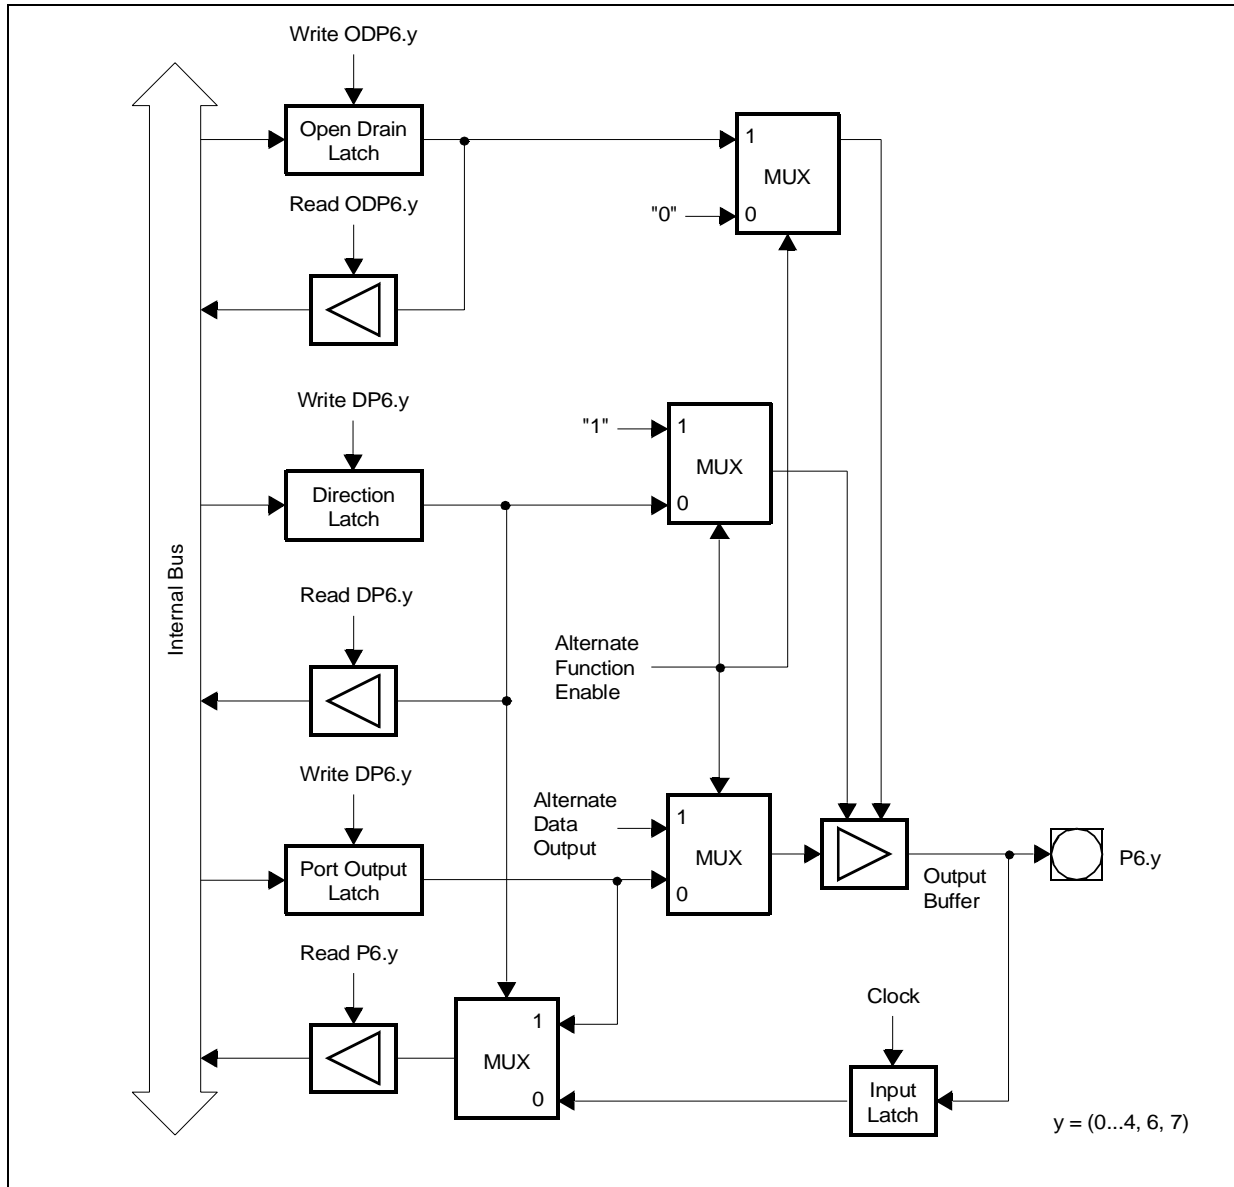 Write ODP6.y
Open Drain
Latch
1
MUX
"0"
0
Read ODP6.y
Write DP6.y
"1"
1
MUX
Direction
Latch
0
Internal Bus
Read DP6.y
Alternate
Function
Enable
Write DP6.y
Alternate
Data
Output
1
MUX
0
Port Output
Latch
Output
Buffer
P6.y
Read P6.y
1
MUX
0
Clock
Input
Latch
y = (0...4, 6, 7)